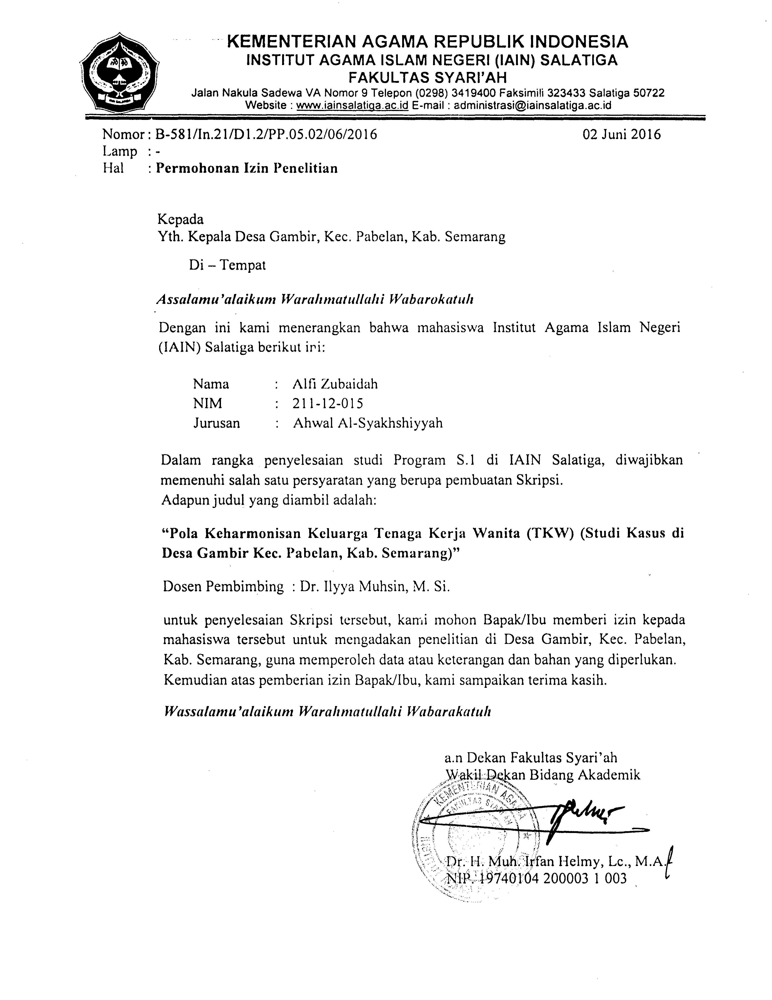 KEMENTERIAN AGAMA REPUBLIK INDONESIA
INSTITUT AGAMA ISLAM NEGERI (IAIN) SALATIGA
FAKULTAS SYARI'AH
Jalan Nakula Sadewa VA Nomor 9 Telepon (0298) 3419400 Faksimili 323433 Salatiga 50722
Website : www.iainsalatiga.ac.id E-mail : administrasi@iainsalatiga.ac.id
Nomor : B-581/In.21/D1.2/PP.05.02/06/2016 02 Juni 2016
Lamp : -
Hal : Permohonan Izin Penelitian
Kepada
Yth. Kepala Desa Gambir, Kec. Pabelan, Kab. Semarang
Di – Tempat
Assalamu'alaikum Warahmatullahi Wabarokatuh
Dengan ini kami menerangkan bahwa mahasiswa Institut Agama Islam Negeri
(IAIN) Salatiga berikut ini:
Nama : Alfi Zubaidah
NIM : 211-12-015
Jurusan : Ahwal Al-Syakhshiyyah
Dalam rangka penyelesaian studi Program S.1 di IAIN Salatiga, diwajibkan
memenuhi salah satu persyaratan yang berupa pembuatan Skripsi.
Adapun judul yang diambil adalah:
“Pola Keharmonisan Keluarga Tenaga Kerja Wanita (TKW) (Studi Kasus di
Desa Gambir Kec. Pabelan, Kab. Semarang)”
Dosen Pembimbing : Dr. Ilyya Muhsin, M. Si.
untuk penyelesaian Skripsi tersebut, kami mohon Bapak/Ibu memberi izin kepada
mahasiswa tersebut untuk mengadakan penelitian di Desa Gambir, Kec. Pabelan,
Kab. Semarang, guna memperoleh data atau keterangan dan bahan yang diperlukan.
Kemudian atas pemberian izin Bapak/Ibu, kami sampaikan terima kasih.
Wassalamu'alaikum Warahmatullahi Wabarakatuh
a.n Dekan Fakultas Syari'ah
Wakil Dekan Bidang Akademik
KEMENTERIAN AGAMA
FAKULTAS SYARI'AH
Dr. H. Muh. Irfan Helmy, Lc., M.A.
NIP. 19740104 200003 1 003